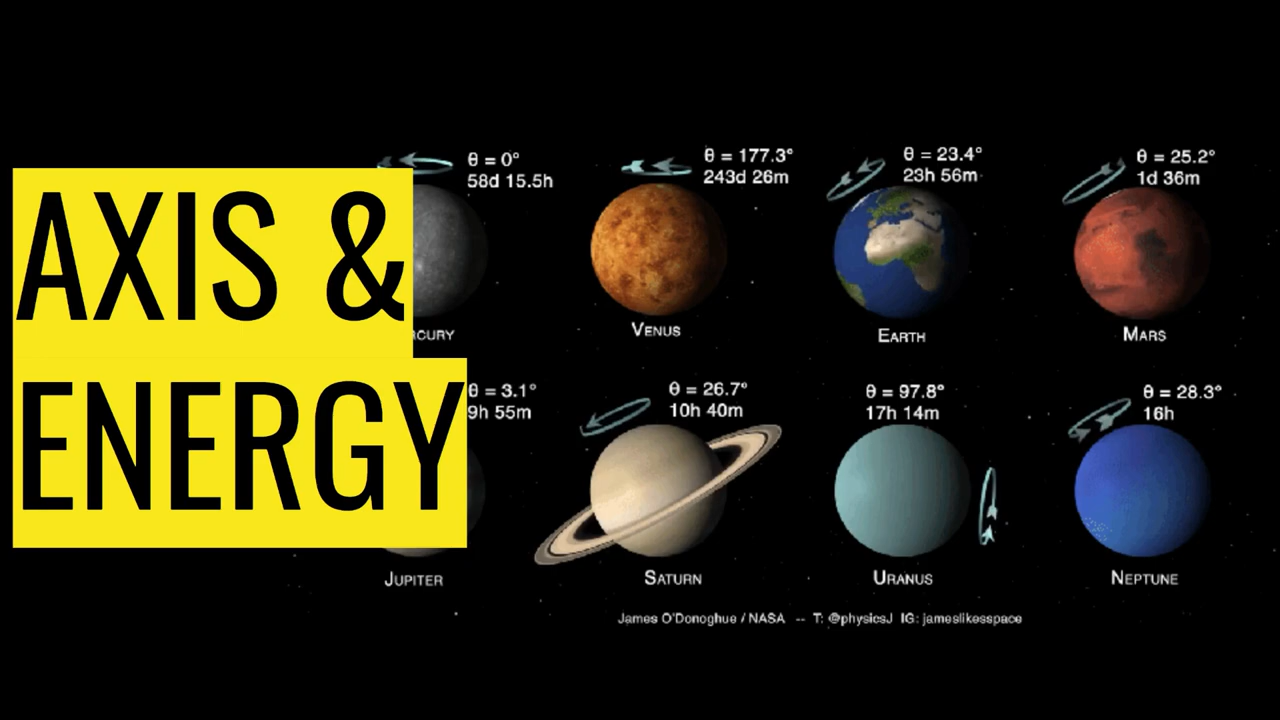 AXIS &
ENERGY
θ = 0°
58d 15.5h
RCURY
θ = 177.3°
243d 26m
VENUS
θ = 23.4°
23h 56m
EARTH
θ = 25.2°
1d 36m
MARS
θ = 3.1°
9h 55m
JUPITER
θ = 26.7°
10h 40m
SATURN
θ = 97.8°
17h 14m
URANUS
θ = 28.3°
16h
NEPTUNE
James O'Donoghue / NASA -- T: @physicsJ IG: jameslikesspace